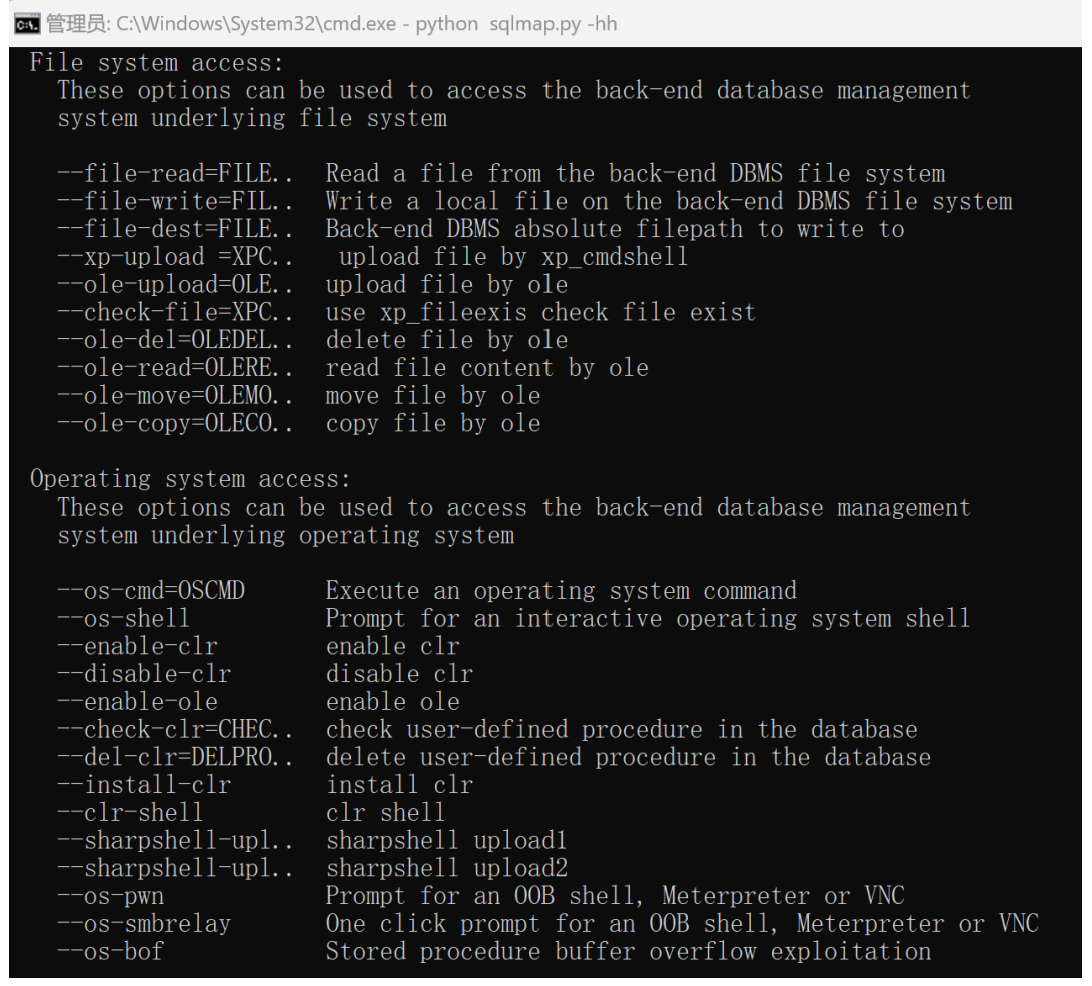 管理员: C:\Windows\System32\cmd.exe - python  sqlmap.py -hh
File system access:
These options can be used to access the back-end database management
system underlying file system
--file-read=FILE..  Read a file from the back-end DBMS file system
--file-write=FIL..  Write a local file on the back-end DBMS file system
--file-dest=FILE..  Back-end DBMS absolute filepath to write to
--xp-upload =XPC..   upload file by xp_cmdshell
--ole-upload=OLE..  upload file by ole
--check-file=XPC..  use xp_fileexis check file exist
--ole-del=OLEDEL..  delete file by ole
--ole-read=OLERE..  read file content by ole
--ole-move=OLEMO..  move file by ole
--ole-copy=OLECO..  copy file by ole
Operating system access:
These options can be used to access the back-end database management
system underlying operating system
--os-cmd=OSCMD      Execute an operating system command
--os-shell          Prompt for an interactive operating system shell
--enable-clr        enable clr
--disable-clr       disable clr
--enable-ole        enable ole
--check-clr=CHEC..  check user-defined procedure in the database
--del-clr=DELPRO..  delete user-defined procedure in the database
--install-clr       install clr
--clr-shell         clr shell
--sharpshell-upl..  sharpshell upload1
--sharpshell-upl..  sharpshell upload2
--os-pwn            Prompt for an OOB shell, Meterpreter or VNC
--os-smbrelay       One click prompt for an OOB shell, Meterpreter or VNC
--os-bof            Stored procedure buffer overflow exploitation